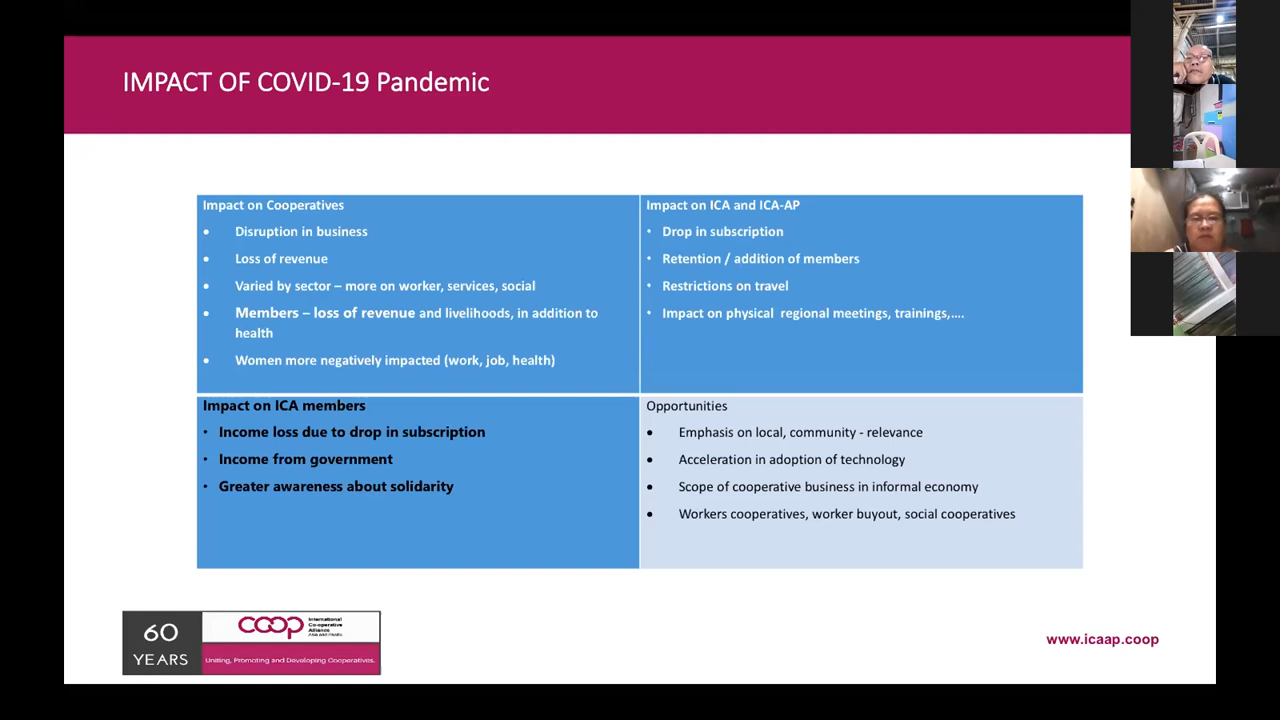 IMPACT OF COVID-19 Pandemic
Impact on Cooperatives
• Disruption in business
• Loss of revenue
• Varied by sector – more on worker, services, social
• Members – loss of revenue and livelihoods, in addition to
health
• Women more negatively impacted (work, job, health)
Impact on ICA and ICA-AP
• Drop in subscription
• Retention / addition of members
• Restrictions on travel
• Impact on physical regional meetings, trainings,....
Impact on ICA members
• Income loss due to drop in subscription
• Income from government
• Greater awareness about solidarity
Opportunities
• Emphasis on local, community - relevance
• Acceleration in adoption of technology
• Scope of cooperative business in informal economy
• Workers cooperatives, worker buyout, social cooperatives
60
YEARS
coop
International
Co-operative
Alliance
Uniting, Promoting and Developing Cooperatives.
www.icaap.coop